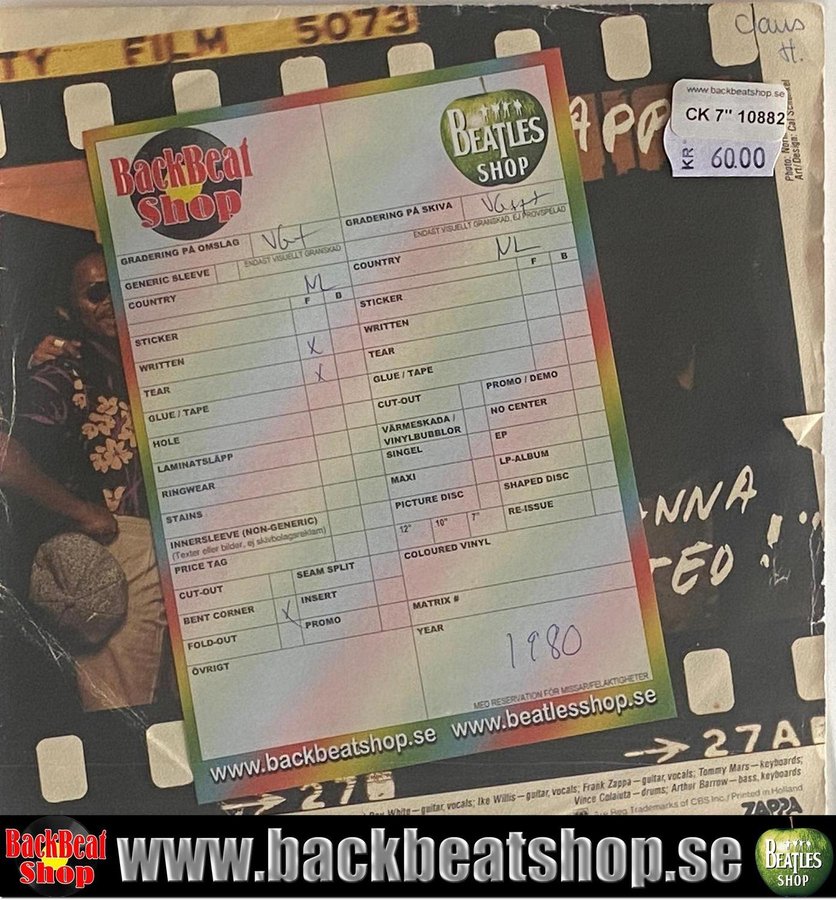 TY FILM 5073
Claus
H.
www.backbeatshop.se
CK 7" 10882
KR 60.00
APP
BackBeat
Shop
BEATLES
SHOP
GRADERING PÅ OMSLAG VG+
ENDAST VISUELLT GRANSKAD
GENERIC SLEEVE
COUNTRY NL
F B
STICKER
WRITTEN X
TEAR X
GLUE / TAPE
HOLE
LAMINATSLÄPP
RINGWEAR
STAINS
INNERSLEEVE (NON-GENERIC)
(Texter eller bilder, ej skivbolagsreklam)
PRICE TAG
CUT-OUT
SEAM SPLIT
BENT CORNER X
INSERT
FOLD-OUT
PROMO
ÖVRIGT
GRADERING PÅ SKIVA VG++
ENDAST VISUELLT GRANSKAD, EJ PROVSPELAD
COUNTRY NL
F B
STICKER
WRITTEN
TEAR
GLUE / TAPE
CUT-OUT
PROMO / DEMO
VÄRMESKADA /
VINYLBUBBLOR
NO CENTER
SINGEL
EP
MAXI
LP-ALBUM
PICTURE DISC
SHAPED DISC
12" 10" 7"
RE-ISSUE
COLOURED VINYL
MATRIX #
YEAR
1980
MED RESERVATION FÖR MISSAR/FELAKTIGHETER
www.backbeatshop.se www.beatlesshop.se
NNA
TED!"
27A
27
White – guitar, vocals; Ike Willis – guitar, vocals; Frank Zappa – guitar, vocals; Tommy Mars – keyboards;
Vince Colaiuta – drums; Arthur Barrow – bass, keyboards
Trademarks of CBS Inc./Printed in Holland
ZAPPA
BackBeat
Shop
www.backbeatshop.se
BEATLES
SHOP